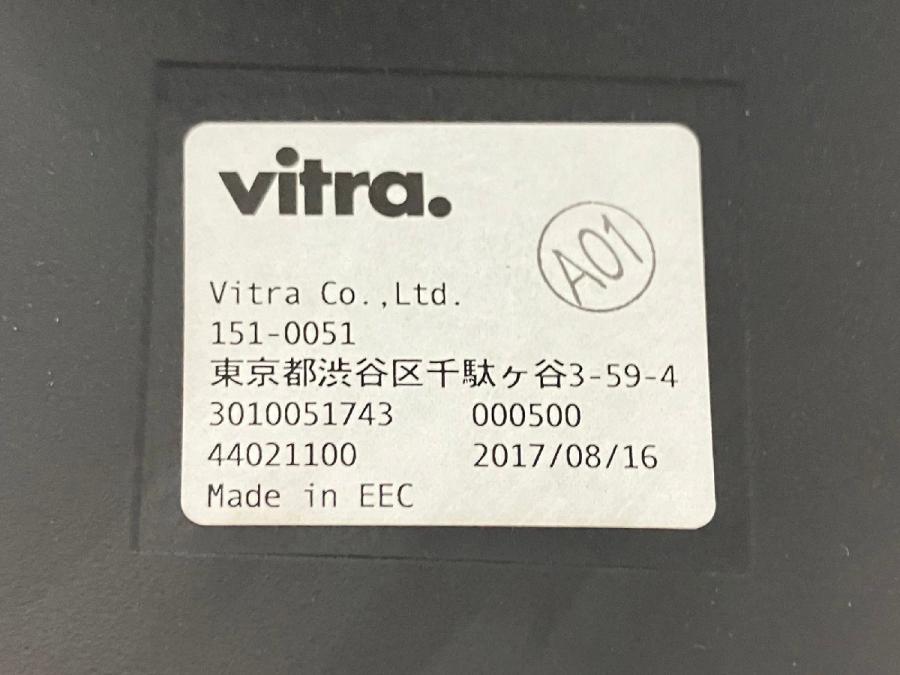 vitra.
A01
Vitra Co.,Ltd.
151-0051
東京都渋谷区千駄ヶ谷3-59-4
3010051743 000500
44021100 2017/08/16
Made in EEC